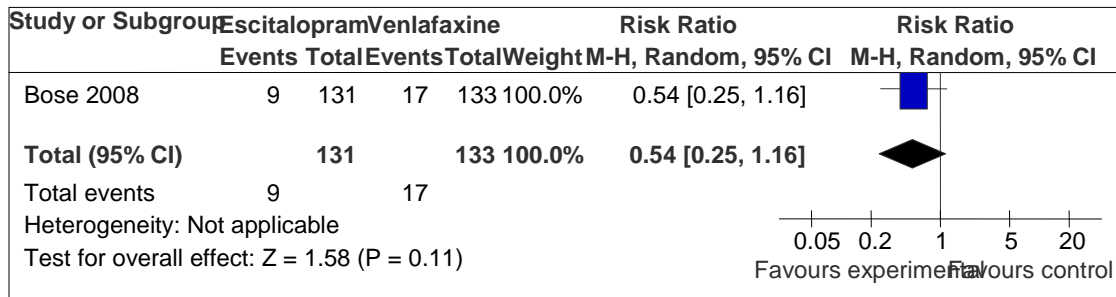 Study or Subgroup Escitalopram Venlafaxine Risk Ratio Risk Ratio
Events Total Events Total Weight M-H, Random, 95% CI M-H, Random, 95% CI
Bose 2008 9 131 17 133 100.0% 0.54 [0.25, 1.16]
Total (95% CI) 131 133 100.0% 0.54 [0.25, 1.16]
Total events 9 17
Heterogeneity: Not applicable
Test for overall effect: Z = 1.58 (P = 0.11)
0.05 0.2 1 5 20
Favours experimental Favours control